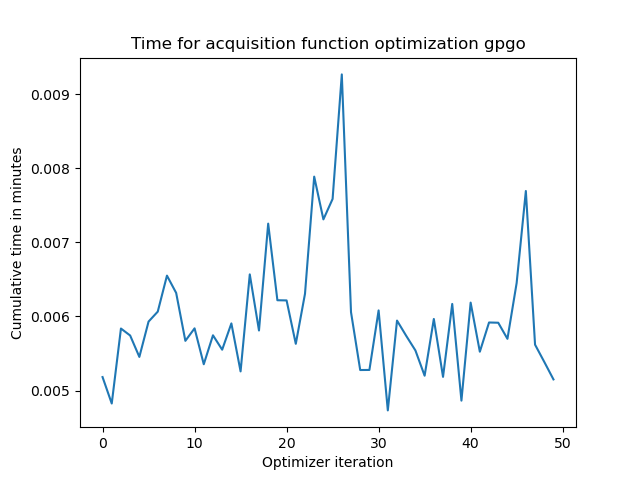 Time for acquisition function optimization gpgo
Cumulative time in minutes
0.009
0.008
0.007
0.006
0.005
0 10 20 30 40 50
Optimizer iteration